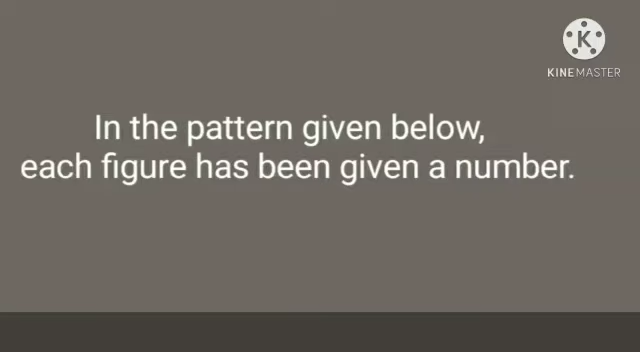 KINEMASTER
In the pattern given below,
each figure has been given a number.